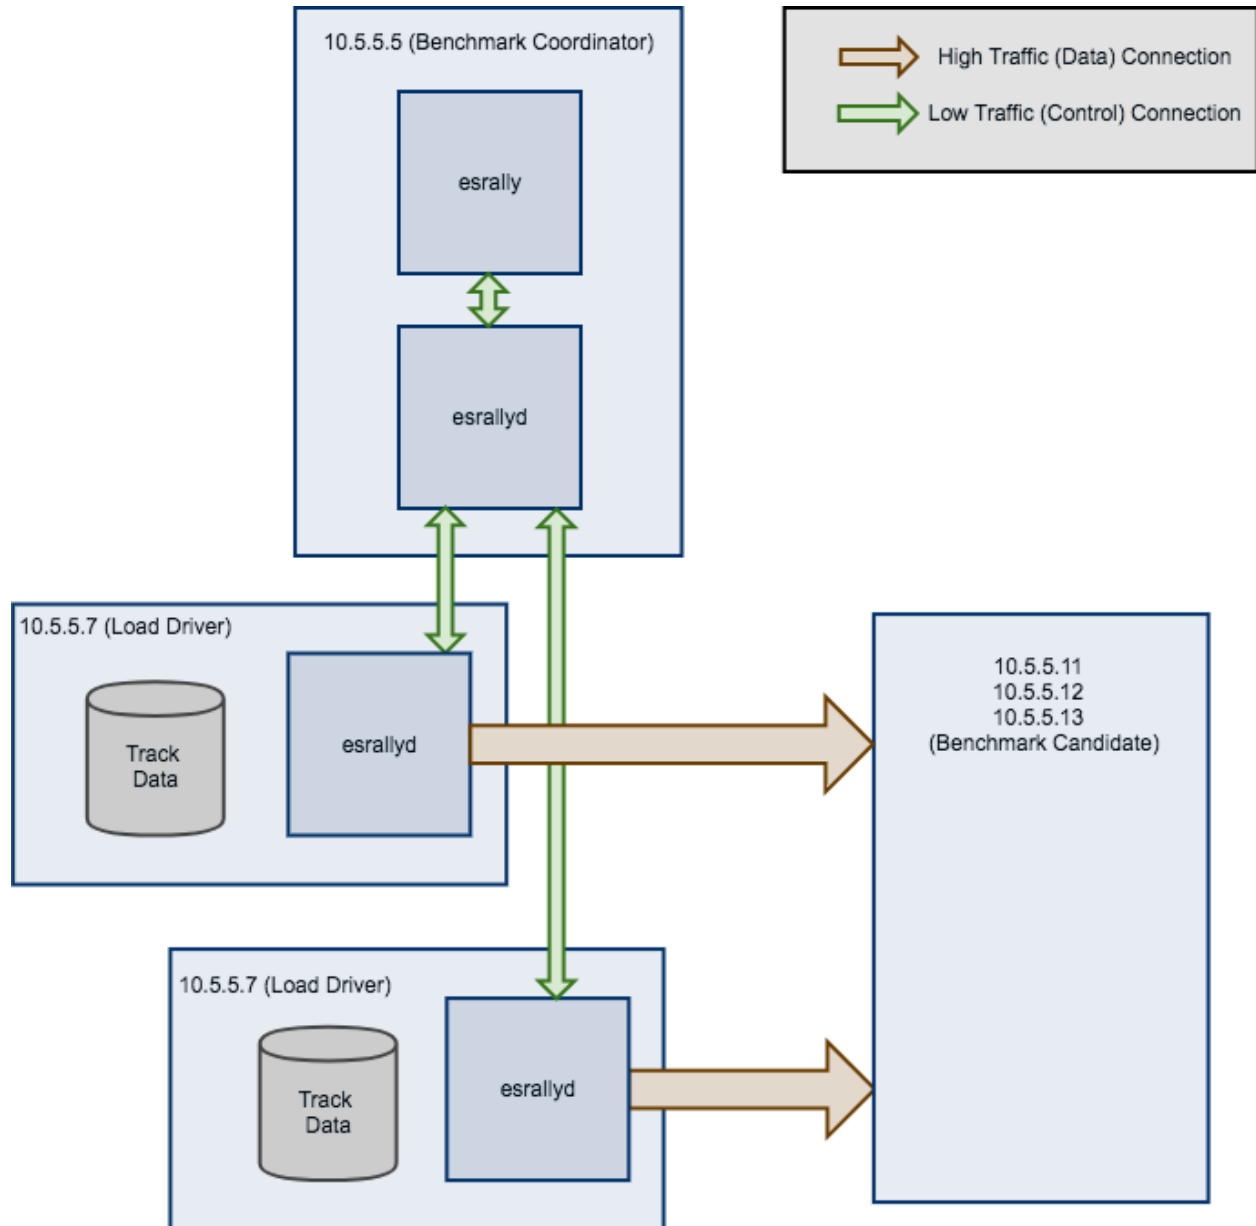 10.5.5.5 (Benchmark Coordinator)
High Traffic (Data) Connection
Low Traffic (Control) Connection
esrally
esrallyd
10.5.5.7 (Load Driver)
Track
Data
esrallyd
10.5.5.11
10.5.5.12
10.5.5.13
(Benchmark Candidate)
10.5.5.7 (Load Driver)
Track
Data
esrallyd